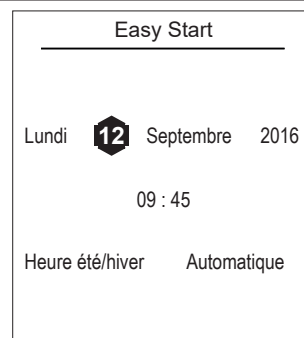 Easy Start
Lundi 12 Septembre 2016
09 : 45
Heure été/hiver Automatique